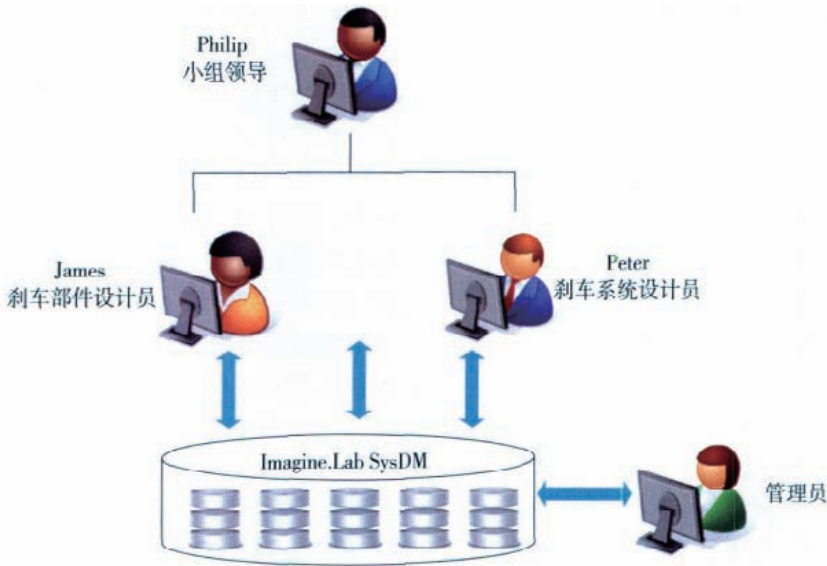 Philip
小组领导
James
刹车部件设计员
Peter
刹车系统设计员
Imagine.Lab SysDM
管理员